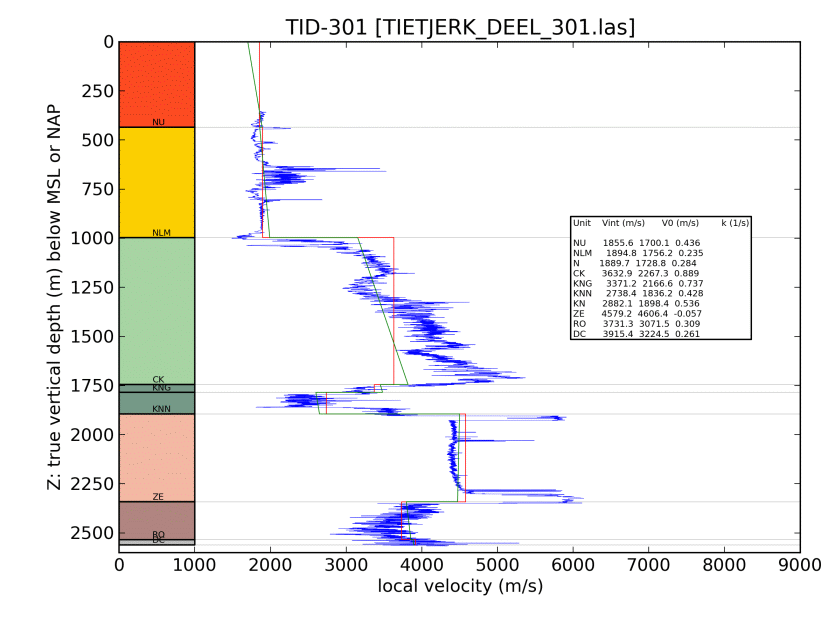 TID-301 [TIETJERK_DEEL_301.las]
0
250
500
750
1000
1250
1500
1750
2000
2250
2500
Z: true vertical depth (m) below MSL or NAP
NU
NLM
CK
KNG
KNN
ZE
RO
DC
Unit Vint (m/s) V0 (m/s) k (1/s)
NU 1855.6 1700.1 0.436
NLM 1894.8 1756.2 0.235
N 1889.7 1728.8 0.284
CK 3632.9 2267.3 0.889
KNG 3371.2 2166.6 0.737
KNN 2738.4 1836.2 0.428
KN 2882.1 1898.4 0.536
ZE 4579.2 4606.4 -0.057
RO 3731.3 3071.5 0.309
DC 3915.4 3224.5 0.261
0 1000 2000 3000 4000 5000 6000 7000 8000 9000
local velocity (m/s)